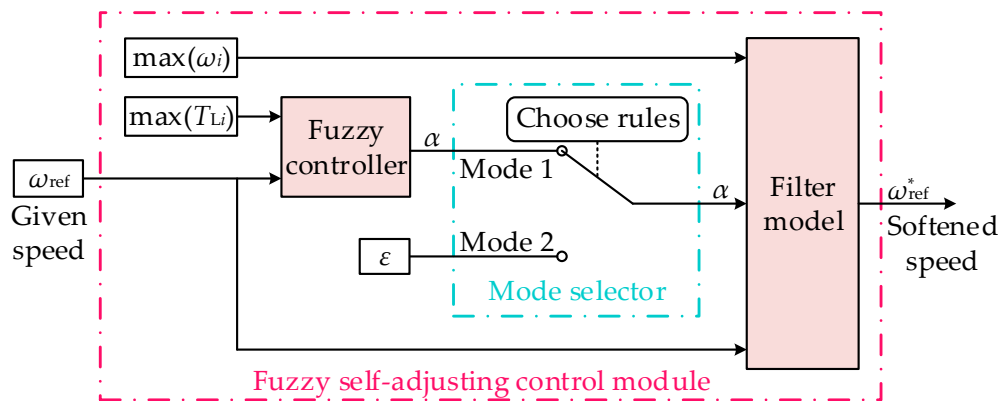 max(ωi)
max(TLi)
Choose rules
Fuzzy
controller
α
Mode 1
ωref
Given
speed
α
Filter
model
ω*ref
Softened
speed
ε
Mode 2
Mode selector
Fuzzy self-adjusting control module